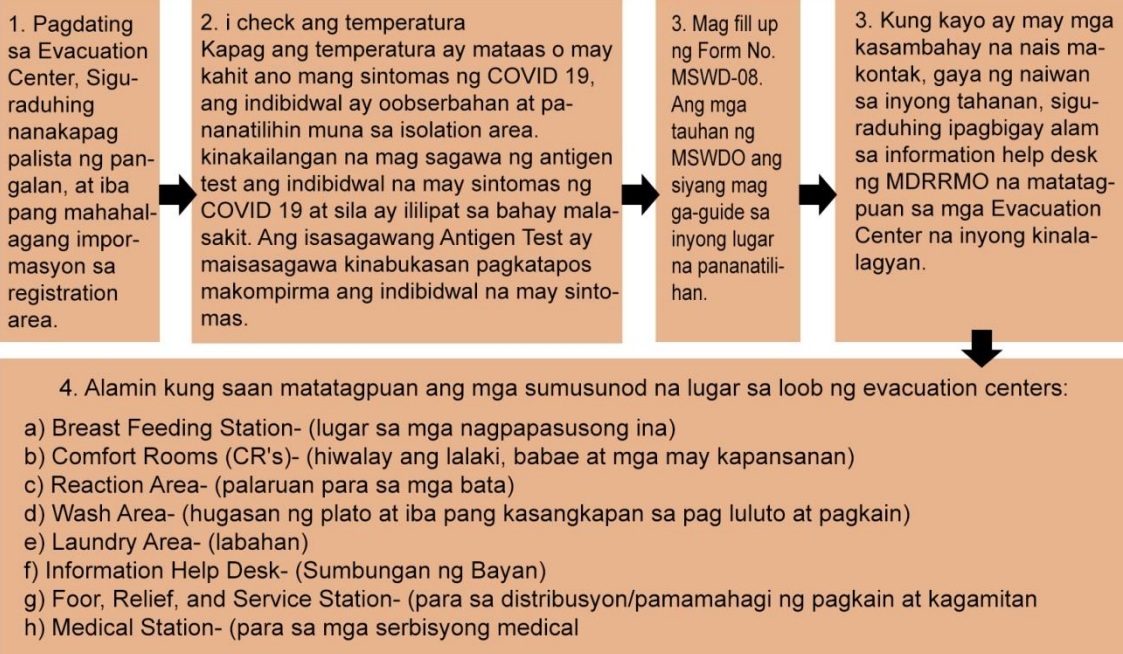 1. Pagdating
sa Evacuation
Center, Sigu-
raduhing
nanakapag
palista ng pan-
galan, at iba
pang mahahal-
agang impor-
masyon sa
registration
area.
2. i check ang temperatura
Kapag ang temperatura ay mataas o may
kahit ano mang sintomas ng COVID 19,
ang indibidwal ay oobserbahan at pa-
nanatilihin muna sa isolation area.
kinakailangan na mag sagawa ng antigen
test ang indibidwal na may sintomas ng
COVID 19 at sila ay ililipat sa bahay mala-
sakit. Ang isasagawang Antigen Test ay
maisasagawa kinabukasan pagkatapos
makompirma ang indibidwal na may sinto-
mas.
3. Mag fill up
ng Form No.
MSWD-08.
Ang mga
tauhan ng
MSWDO ang
siyang mag
ga-guide sa
inyong lugar
na pananatili-
han.
3. Kung kayo ay may mga
kasambahay na nais ma-
kontak, gaya ng naiwan
sa inyong tahanan, sigu-
raduhing ipagbigay alam
sa information help desk
ng MDRRMO na matatag-
puan sa mga Evacuation
Center na inyong kinala-
lagyan.
4. Alamin kung saan matatagpuan ang mga sumusunod na lugar sa loob ng evacuation centers:
a) Breast Feeding Station- (lugar sa mga nagpapasusong ina)
b) Comfort Rooms (CR's)- (hiwalay ang lalaki, babae at mga may kapansanan)
c) Reaction Area- (palaruan para sa mga bata)
d) Wash Area- (hugasan ng plato at iba pang kasangkapan sa pag luluto at pagkain)
e) Laundry Area- (labahan)
f) Information Help Desk- (Sumbungan ng Bayan)
g) Foor, Relief, and Service Station- (para sa distribusyon/pamamahagi ng pagkain at kagamitan
h) Medical Station- (para sa mga serbisyong medical